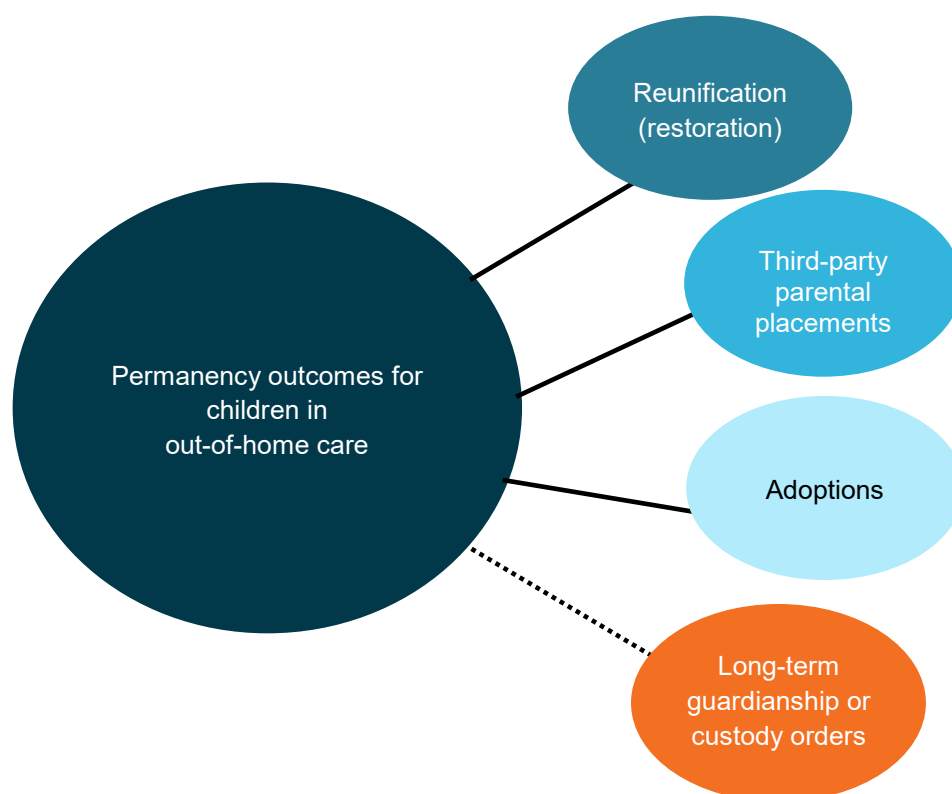 Reunification
(restoration)
Third-party
parental
placements
Permanency outcomes for
children in
out-of-home care
Adoptions
Long-term
guardianship or
custody orders